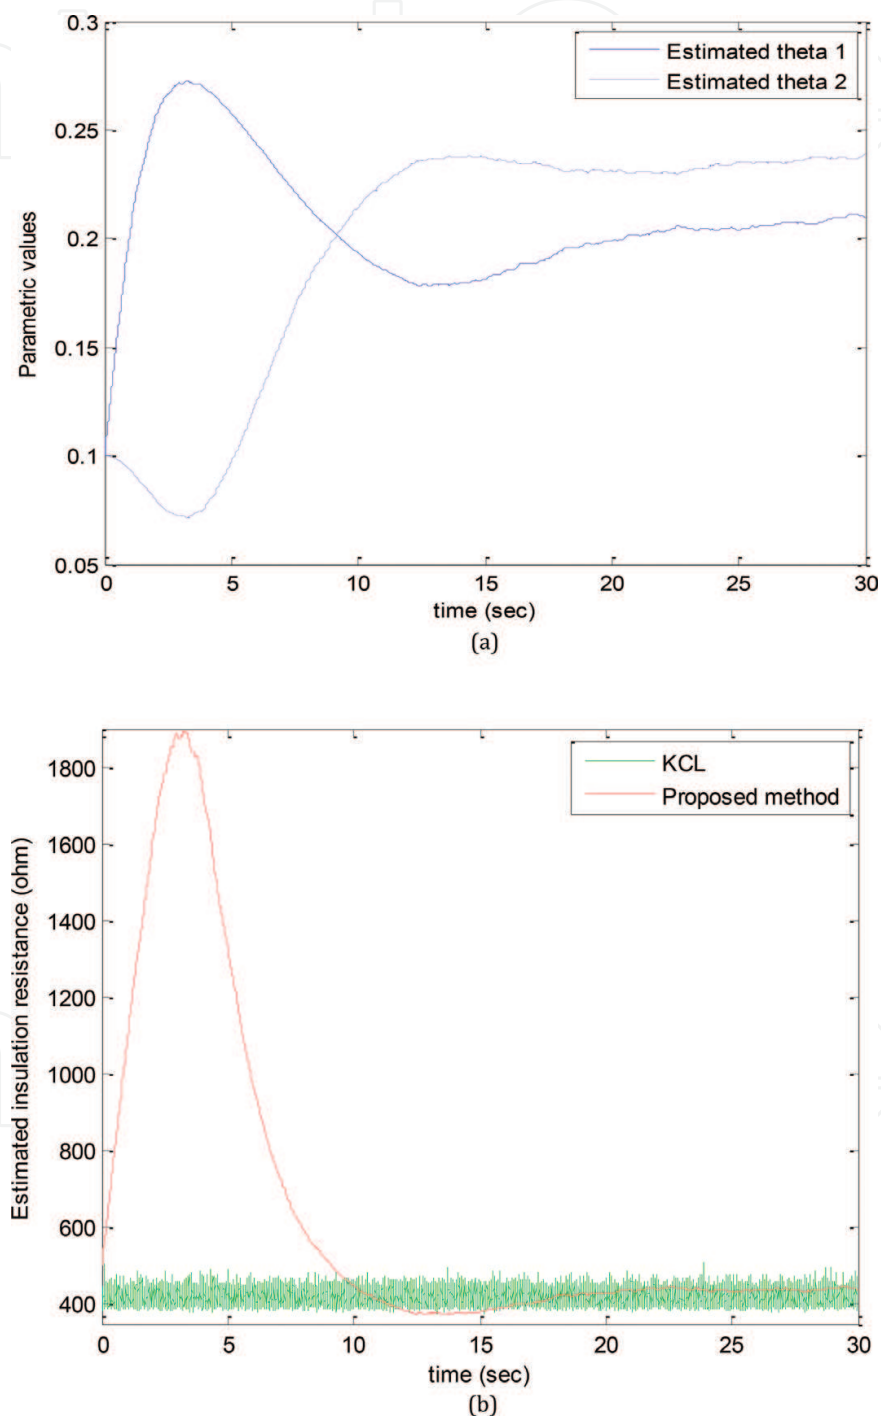 0.3
Estimated theta 1
Estimated theta 2
0.25
0.2
0.15
0.1
0.05
Parametric values
0 5 10 15 20 25 30
time (sec)
(a)
KCL
Proposed method
1800
1600
1400
1200
1000
800
600
400
Estimated insulation resistance (ohm)
0 5 10 15 20 25 30
time (sec)
(b)